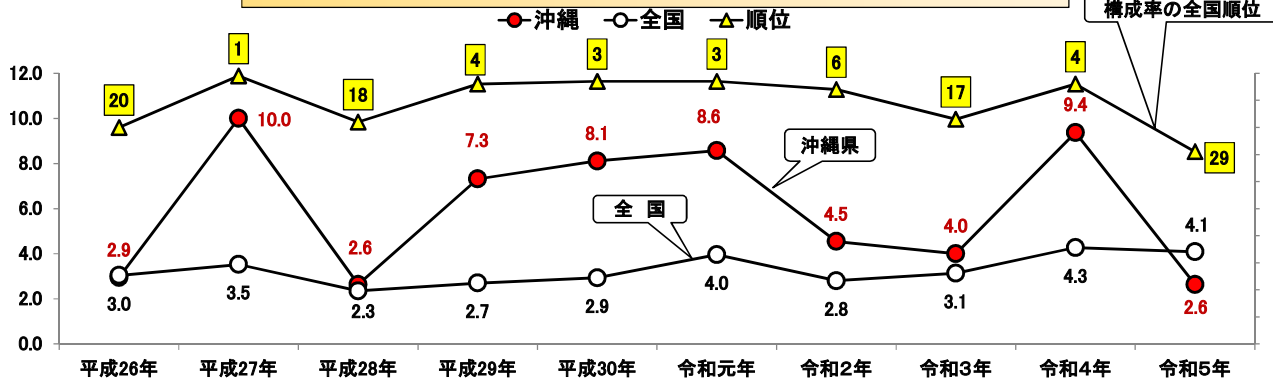 沖縄 全国 順位
構成率の全国順位
20 1 18 4 3 3 6 17 4 29
12.0
10.0
8.0
6.0
4.0
2.0
0.0
2.9 10.0 2.6 7.3 8.1 8.6 4.5 4.0 9.4 2.6
沖縄県
全 国
3.0 3.5 2.3 2.7 2.9 4.0 2.8 3.1 4.3 4.1
平成26年 平成27年 平成28年 平成29年 平成30年 令和元年 令和2年 令和3年 令和4年 令和5年